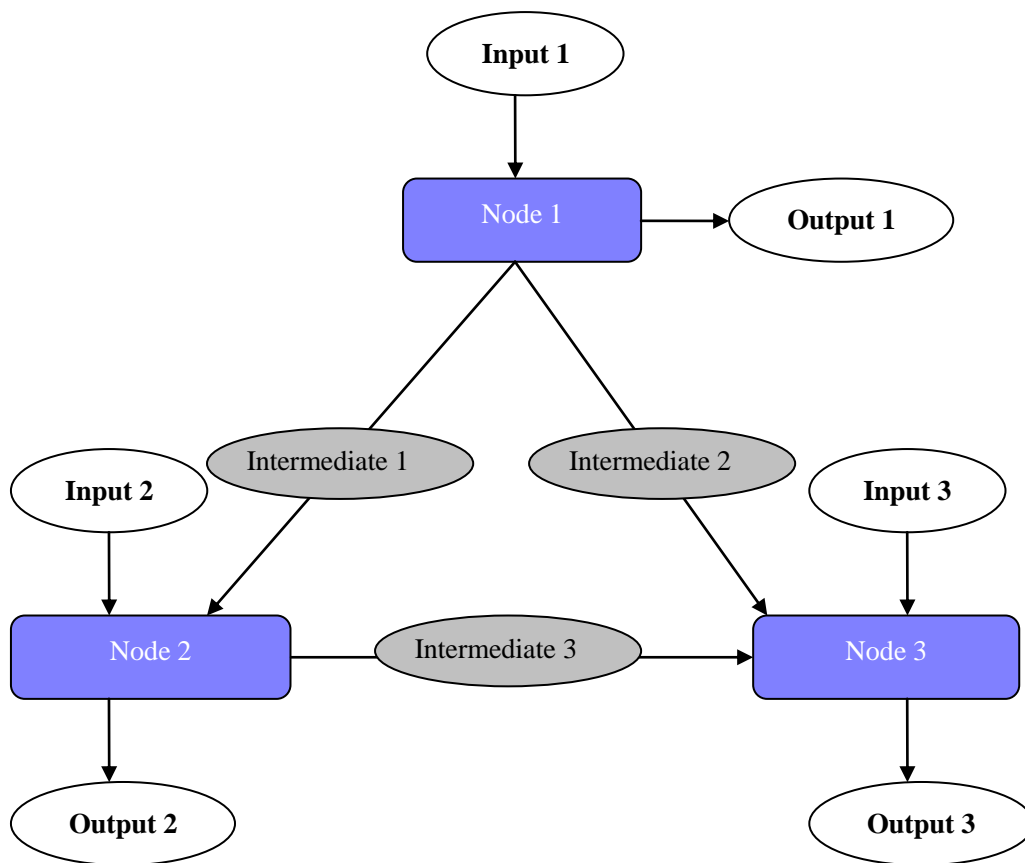 Input 1
Node 1
Output 1
Intermediate 1
Intermediate 2
Input 2
Input 3
Node 2
Intermediate 3
Node 3
Output 2
Output 3